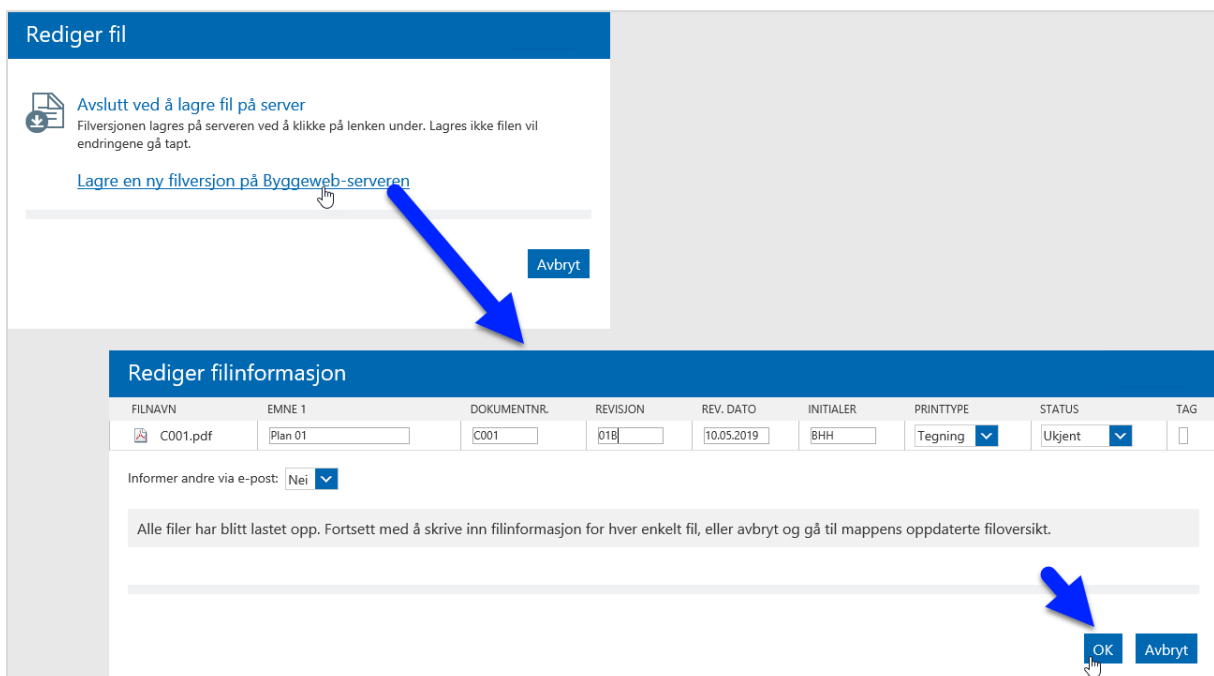 Rediger fil
Avslutt ved å lagre fil på server
Filversjonen lagres på serveren ved å klikke på lenken under. Lagres ikke filen vil
endringene gå tapt.
Lagre en ny filversjon på Byggeweb-serveren
Avbryt
Rediger filinformasjon
FILNAVN EMNE 1 DOKUMENTNR. REVISJON REV. DATO INITIALER PRINTTYPE STATUS TAG
C001.pdf Plan 01 C001 01B 10.05.2019 BHH Tegning Ukjent
Informer andre via e-post: Nei
Alle filer har blitt lastet opp. Fortsett med å skrive inn filinformasjon for hver enkelt fil, eller avbryt og gå til mappens oppdaterte filoversikt.
OK Avbryt